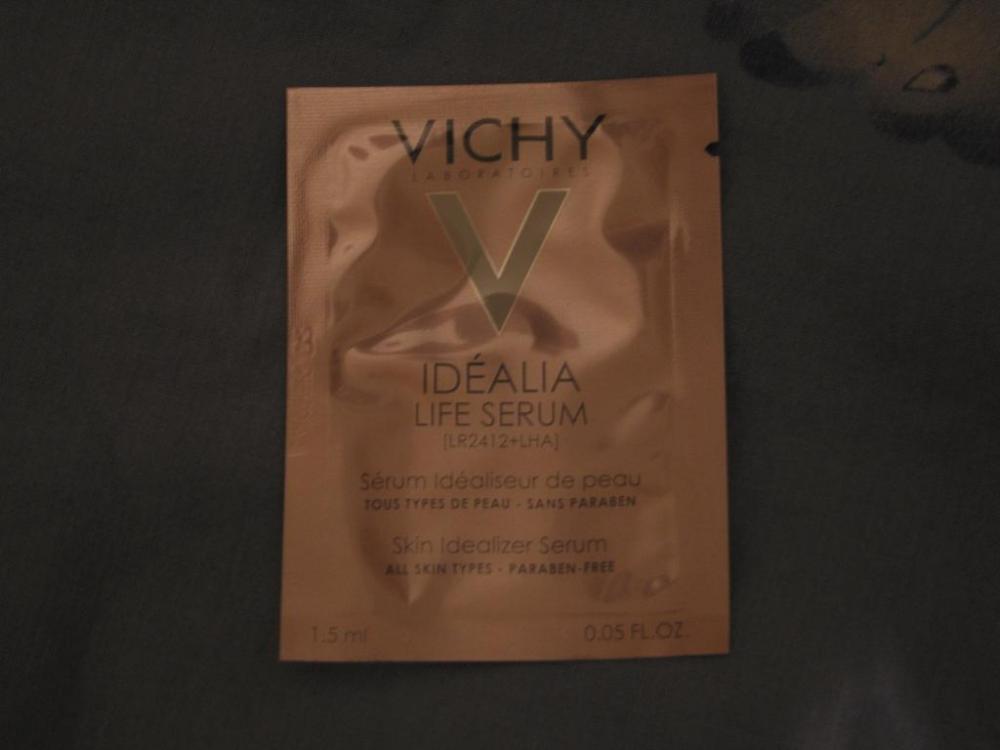 VICHY
LABORATOIRES
V
IDÉALIA
LIFE SERUM
[LR2412+LHA]
Sérum Idéaliseur de peau
TOUS TYPES DE PEAU - SANS PARABEN
Skin Idealizer Serum
ALL SKIN TYPES - PARABEN-FREE
1.5 ml 0.05 FL.OZ.